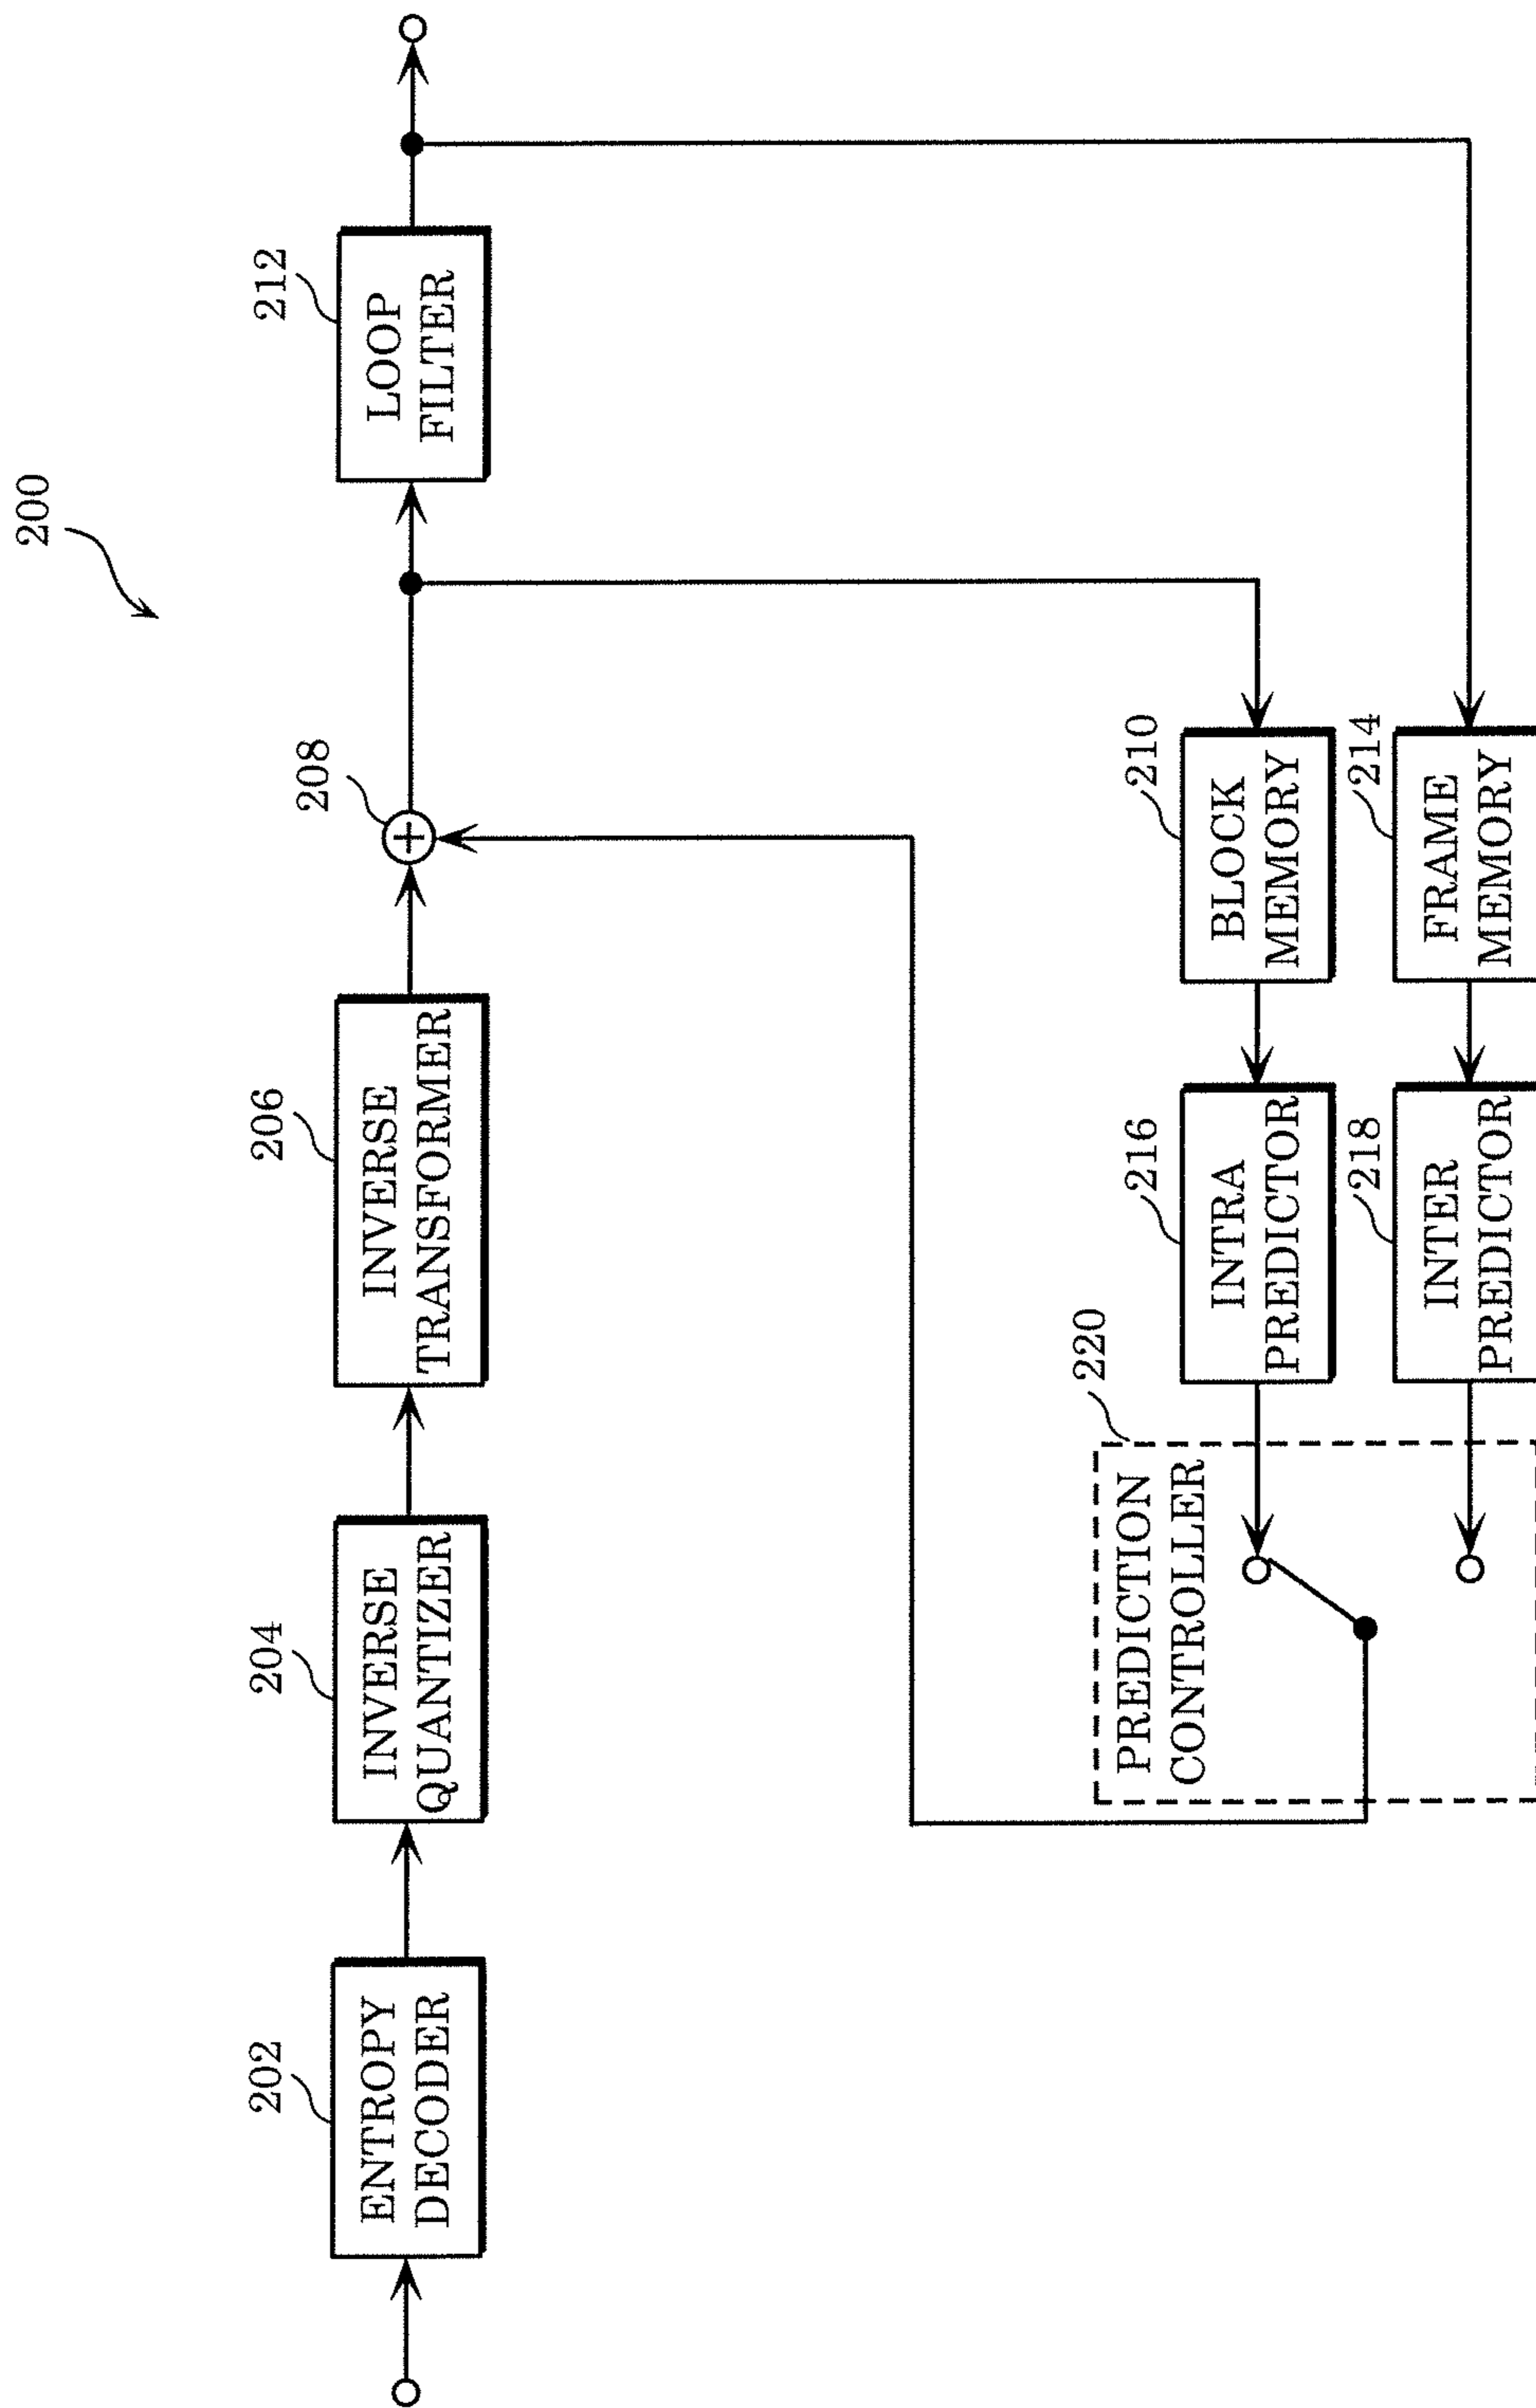 200
202
ENTROPY
DECODER
204
INVERSE
QUANTIZER
206
INVERSE
TRANSFORMER
208
+
212
LOOP
FILTER
220
PREDICTION
CONTROLLER
216
INTRA
PREDICTOR
210
BLOCK
MEMORY
218
INTER
PREDICTOR
214
FRAME
MEMORY